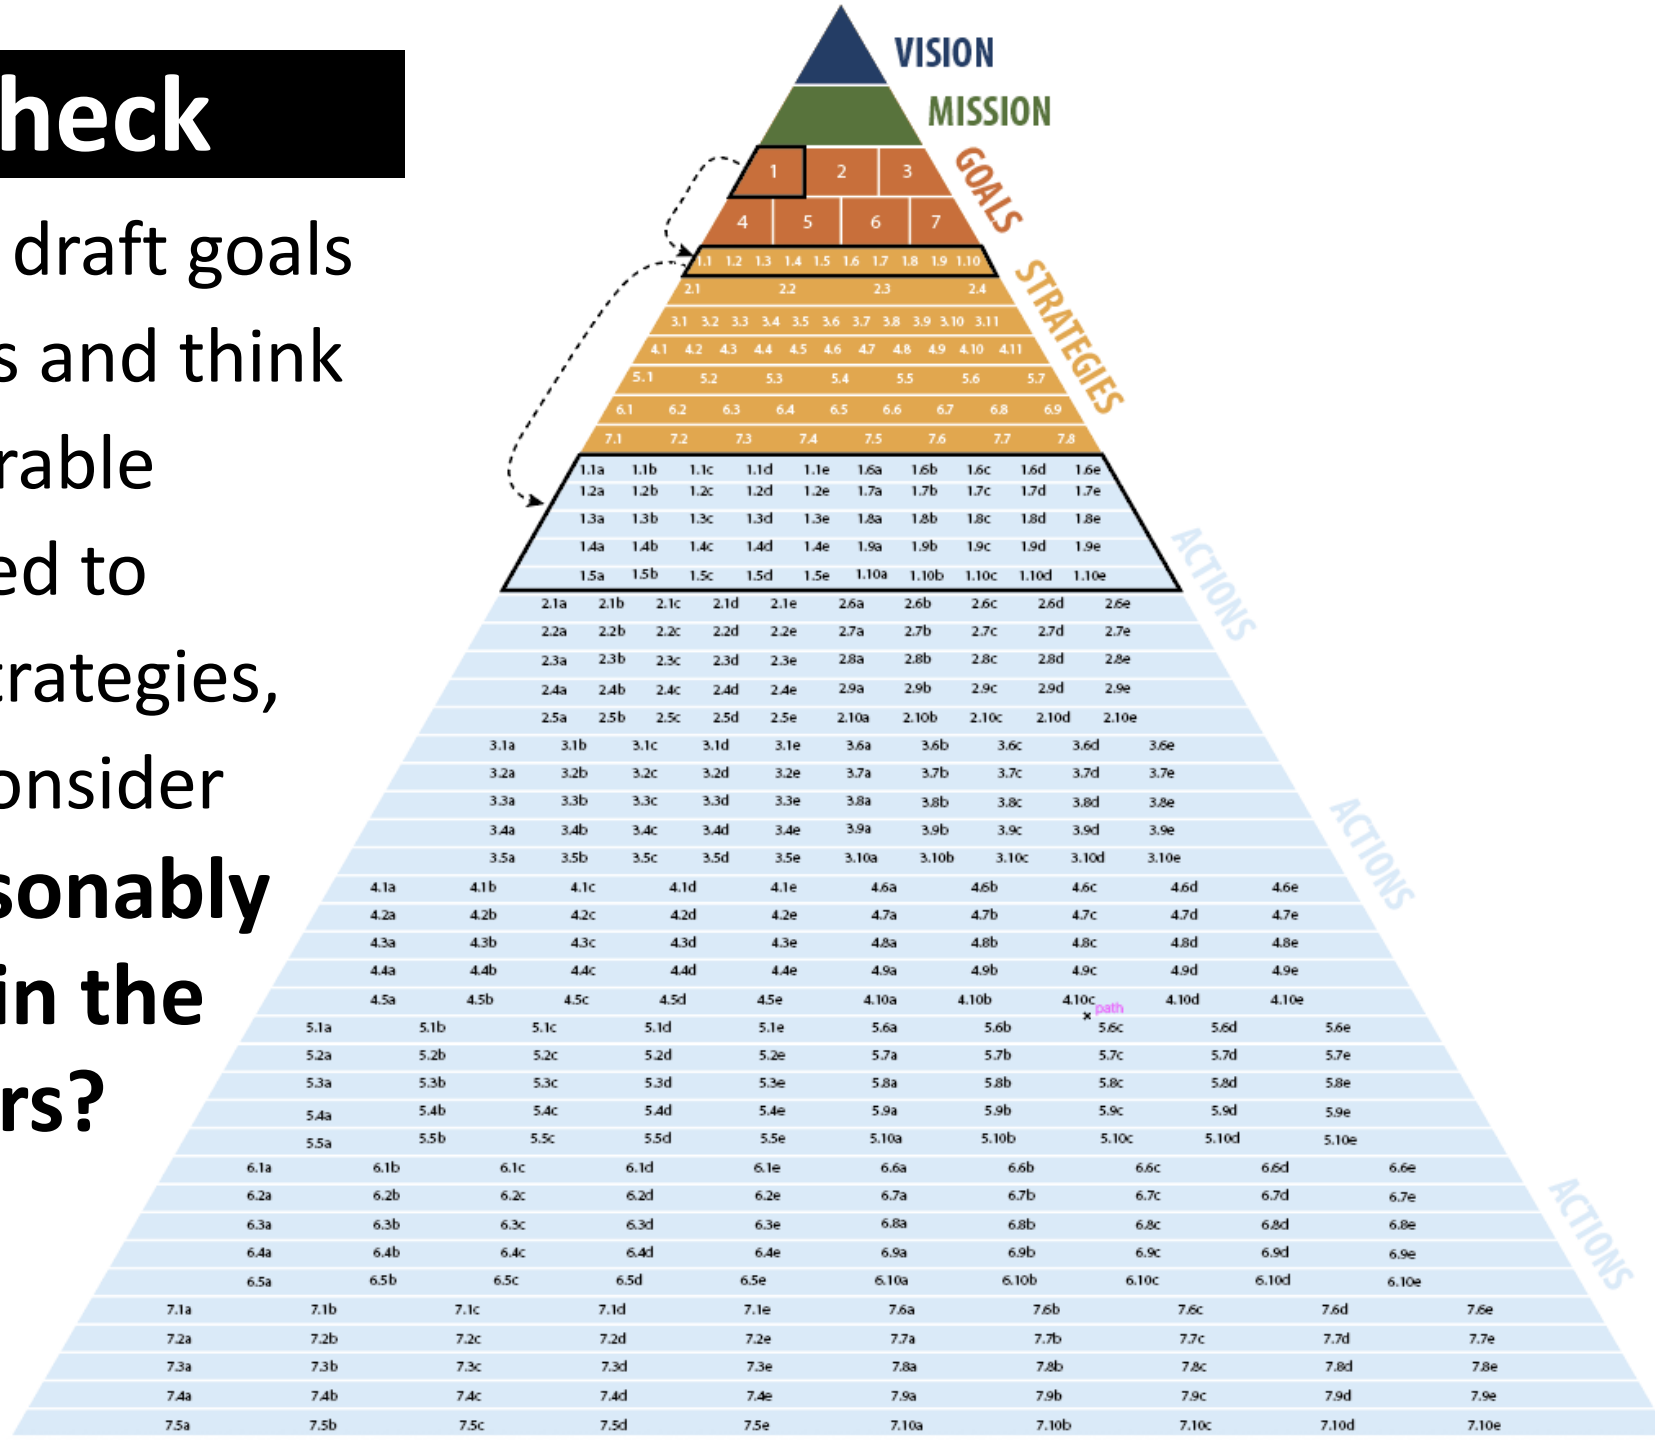 heck
draft goals
s and think
rable
ed to
trategies,
onsider
sonably
in the
rs?
VISION
MISSION
GOALS
1 2 3
4 5 6 7
STRATEGIES
1.1 1.2 1.3 1.4 1.5 1.6 1.7 1.8 1.9 1.10
2.1 2.2 2.3 2.4
3.1 3.2 3.3 3.4 3.5 3.6 3.7 3.8 3.9 3.10 3.11
4.1 4.2 4.3 4.4 4.5 4.6 4.7 4.8 4.9 4.10 4.11
5.1 5.2 5.3 5.4 5.5 5.6 5.7
6.1 6.2 6.3 6.4 6.5 6.6 6.7 6.8 6.9
7.1 7.2 7.3 7.4 7.5 7.6 7.7 7.8
1.1a 1.1b 1.1c 1.1d 1.1e 1.6a 1.6b 1.6c 1.6d 1.6e
1.2a 1.2b 1.2c 1.2d 1.2e 1.7a 1.7b 1.7c 1.7d 1.7e
1.3a 1.3b 1.3c 1.3d 1.3e 1.8a 1.8b 1.8c 1.8d 1.8e
1.4a 1.4b 1.4c 1.4d 1.4e 1.9a 1.9b 1.9c 1.9d 1.9e
1.5a 1.5b 1.5c 1.5d 1.5e 1.10a 1.10b 1.10c 1.10d 1.10e
ACTIONS
2.1a 2.1b 2.1c 2.1d 2.1e 2.6a 2.6b 2.6c 2.6d 2.6e
2.2a 2.2b 2.2c 2.2d 2.2e 2.7a 2.7b 2.7c 2.7d 2.7e
2.3a 2.3b 2.3c 2.3d 2.3e 2.8a 2.8b 2.8c 2.8d 2.8e
2.4a 2.4b 2.4c 2.4d 2.4e 2.9a 2.9b 2.9c 2.9d 2.9e
2.5a 2.5b 2.5c 2.5d 2.5e 2.10a 2.10b 2.10c 2.10d 2.10e
3.1a 3.1b 3.1c 3.1d 3.1e 3.6a 3.6b 3.6c 3.6d 3.6e
3.2a 3.2b 3.2c 3.2d 3.2e 3.7a 3.7b 3.7c 3.7d 3.7e
3.3a 3.3b 3.3c 3.3d 3.3e 3.8a 3.8b 3.8c 3.8d 3.8e
3.4a 3.4b 3.4c 3.4d 3.4e 3.9a 3.9b 3.9c 3.9d 3.9e
3.5a 3.5b 3.5c 3.5d 3.5e 3.10a 3.10b 3.10c 3.10d 3.10e
ACTIONS
4.1a 4.1b 4.1c 4.1d 4.1e 4.6a 4.6b 4.6c 4.6d 4.6e
4.2a 4.2b 4.2c 4.2d 4.2e 4.7a 4.7b 4.7c 4.7d 4.7e
4.3a 4.3b 4.3c 4.3d 4.3e 4.8a 4.8b 4.8c 4.8d 4.8e
4.4a 4.4b 4.4c 4.4d 4.4e 4.9a 4.9b 4.9c 4.9d 4.9e
4.5a 4.5b 4.5c 4.5d 4.5e 4.10a 4.10b 4.10c 4.10d 4.10e
path
5.1a 5.1b 5.1c 5.1d 5.1e 5.6a 5.6b 5.6c 5.6d 5.6e
5.2a 5.2b 5.2c 5.2d 5.2e 5.7a 5.7b 5.7c 5.7d 5.7e
5.3a 5.3b 5.3c 5.3d 5.3e 5.8a 5.8b 5.8c 5.8d 5.8e
5.4a 5.4b 5.4c 5.4d 5.4e 5.9a 5.9b 5.9c 5.9d 5.9e
5.5a 5.5b 5.5c 5.5d 5.5e 5.10a 5.10b 5.10c 5.10d 5.10e
6.1a 6.1b 6.1c 6.1d 6.1e 6.6a 6.6b 6.6c 6.6d 6.6e
6.2a 6.2b 6.2c 6.2d 6.2e 6.7a 6.7b 6.7c 6.7d 6.7e
6.3a 6.3b 6.3c 6.3d 6.3e 6.8a 6.8b 6.8c 6.8d 6.8e
6.4a 6.4b 6.4c 6.4d 6.4e 6.9a 6.9b 6.9c 6.9d 6.9e
6.5a 6.5b 6.5c 6.5d 6.5e 6.10a 6.10b 6.10c 6.10d 6.10e
ACTIONS
7.1a 7.1b 7.1c 7.1d 7.1e 7.6a 7.6b 7.6c 7.6d 7.6e
7.2a 7.2b 7.2c 7.2d 7.2e 7.7a 7.7b 7.7c 7.7d 7.7e
7.3a 7.3b 7.3c 7.3d 7.3e 7.8a 7.8b 7.8c 7.8d 7.8e
7.4a 7.4b 7.4c 7.4d 7.4e 7.9a 7.9b 7.9c 7.9d 7.9e
7.5a 7.5b 7.5c 7.5d 7.5e 7.10a 7.10b 7.10c 7.10d 7.10e